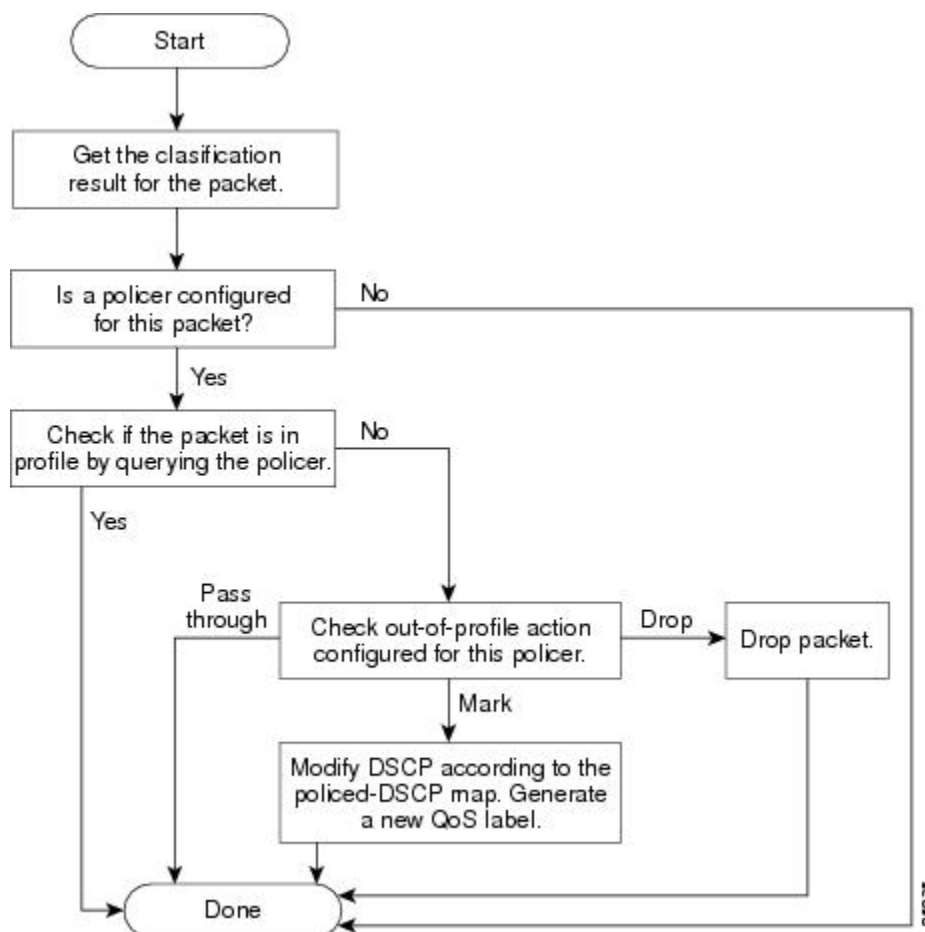 Start
Get the clasification
result for the packet.
Is a policer configured
for this packet?
No
Yes
Check if the packet is in
profile by querying the policer.
No
Yes
Pass
through
Check out-of-profile action
configured for this policer.
Drop
Drop packet.
Mark
Modify DSCP according to the
policed-DSCP map. Generate
a new QoS label.
Done